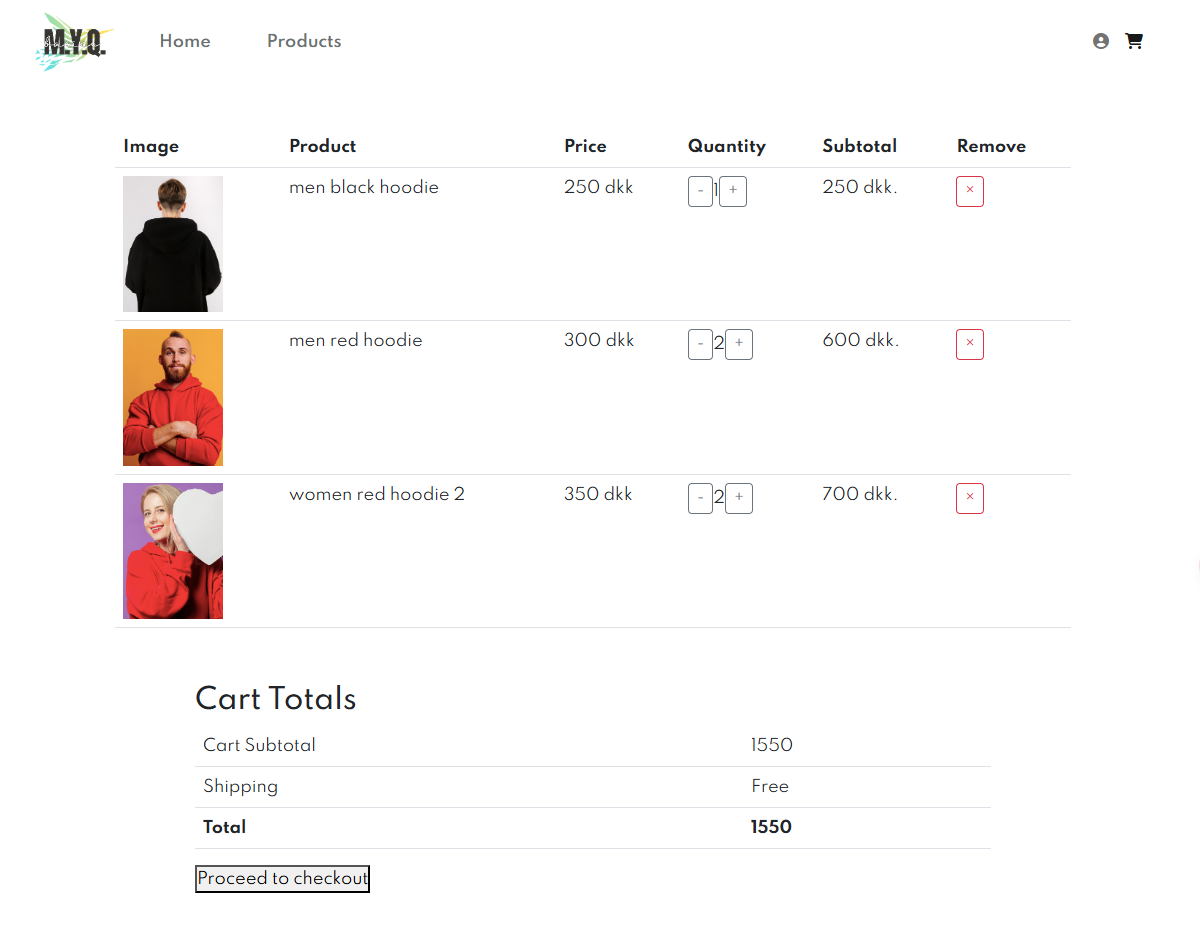 M.Y.Q.
Home Products
Image Product Price Quantity Subtotal Remove
men black hoodie 250 dkk - 1 + 250 dkk. ×
men red hoodie 300 dkk - 2 + 600 dkk. ×
women red hoodie 2 350 dkk - 2 + 700 dkk. ×
Cart Totals
Cart Subtotal 1550
Shipping Free
Total 1550
Proceed to checkout